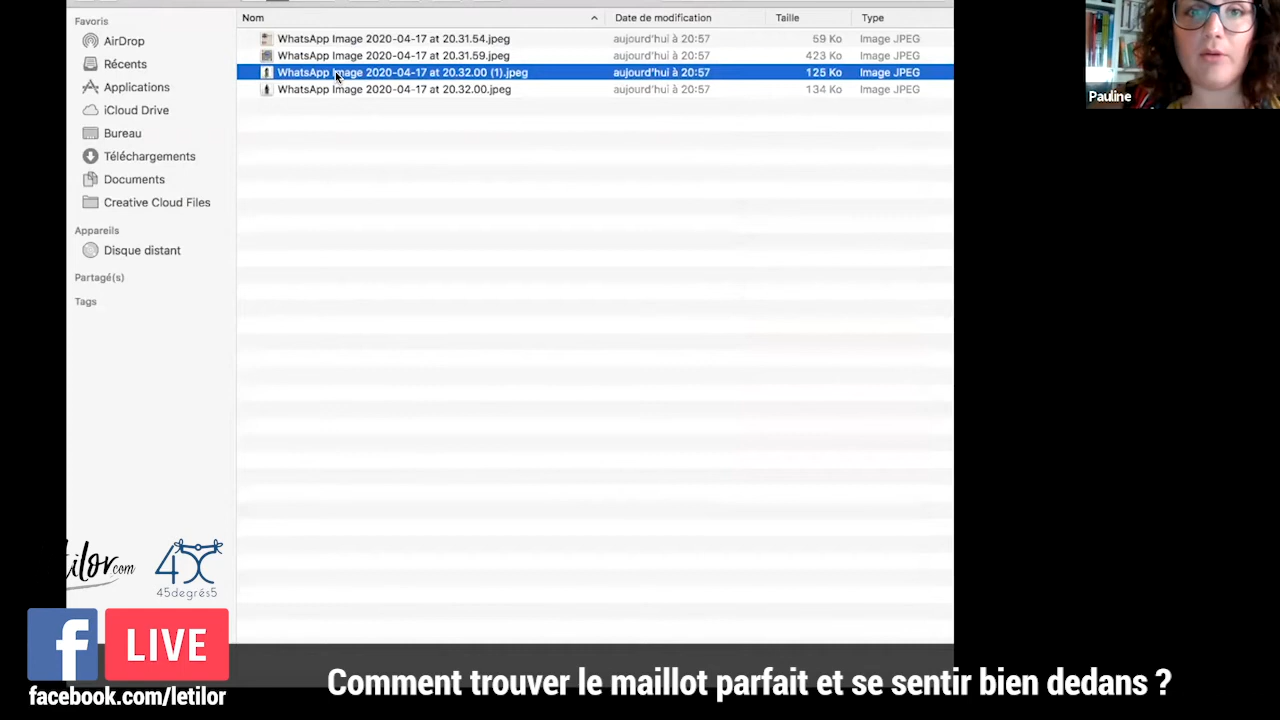 Favoris
AirDrop
Récents
Applications
iCloud Drive
Bureau
Téléchargements
Documents
Creative Cloud Files
Appareils
Disque distant
Partagé(s)
Tags
Nom Date de modification Taille Type
WhatsApp Image 2020-04-17 at 20.31.54.jpeg aujourd'hui à 20:57 59 Ko Image JPEG
WhatsApp Image 2020-04-17 at 20.31.59.jpeg aujourd'hui à 20:57 423 Ko Image JPEG
WhatsApp Image 2020-04-17 at 20.32.00 (1).jpeg aujourd'hui à 20:57 125 Ko Image JPEG
WhatsApp Image 2020-04-17 at 20.32.00.jpeg aujourd'hui à 20:57 134 Ko Image JPEG
Pauline
tilor.com
45degrés5
f LIVE
facebook.com/letilor
Comment trouver le maillot parfait et se sentir bien dedans ?